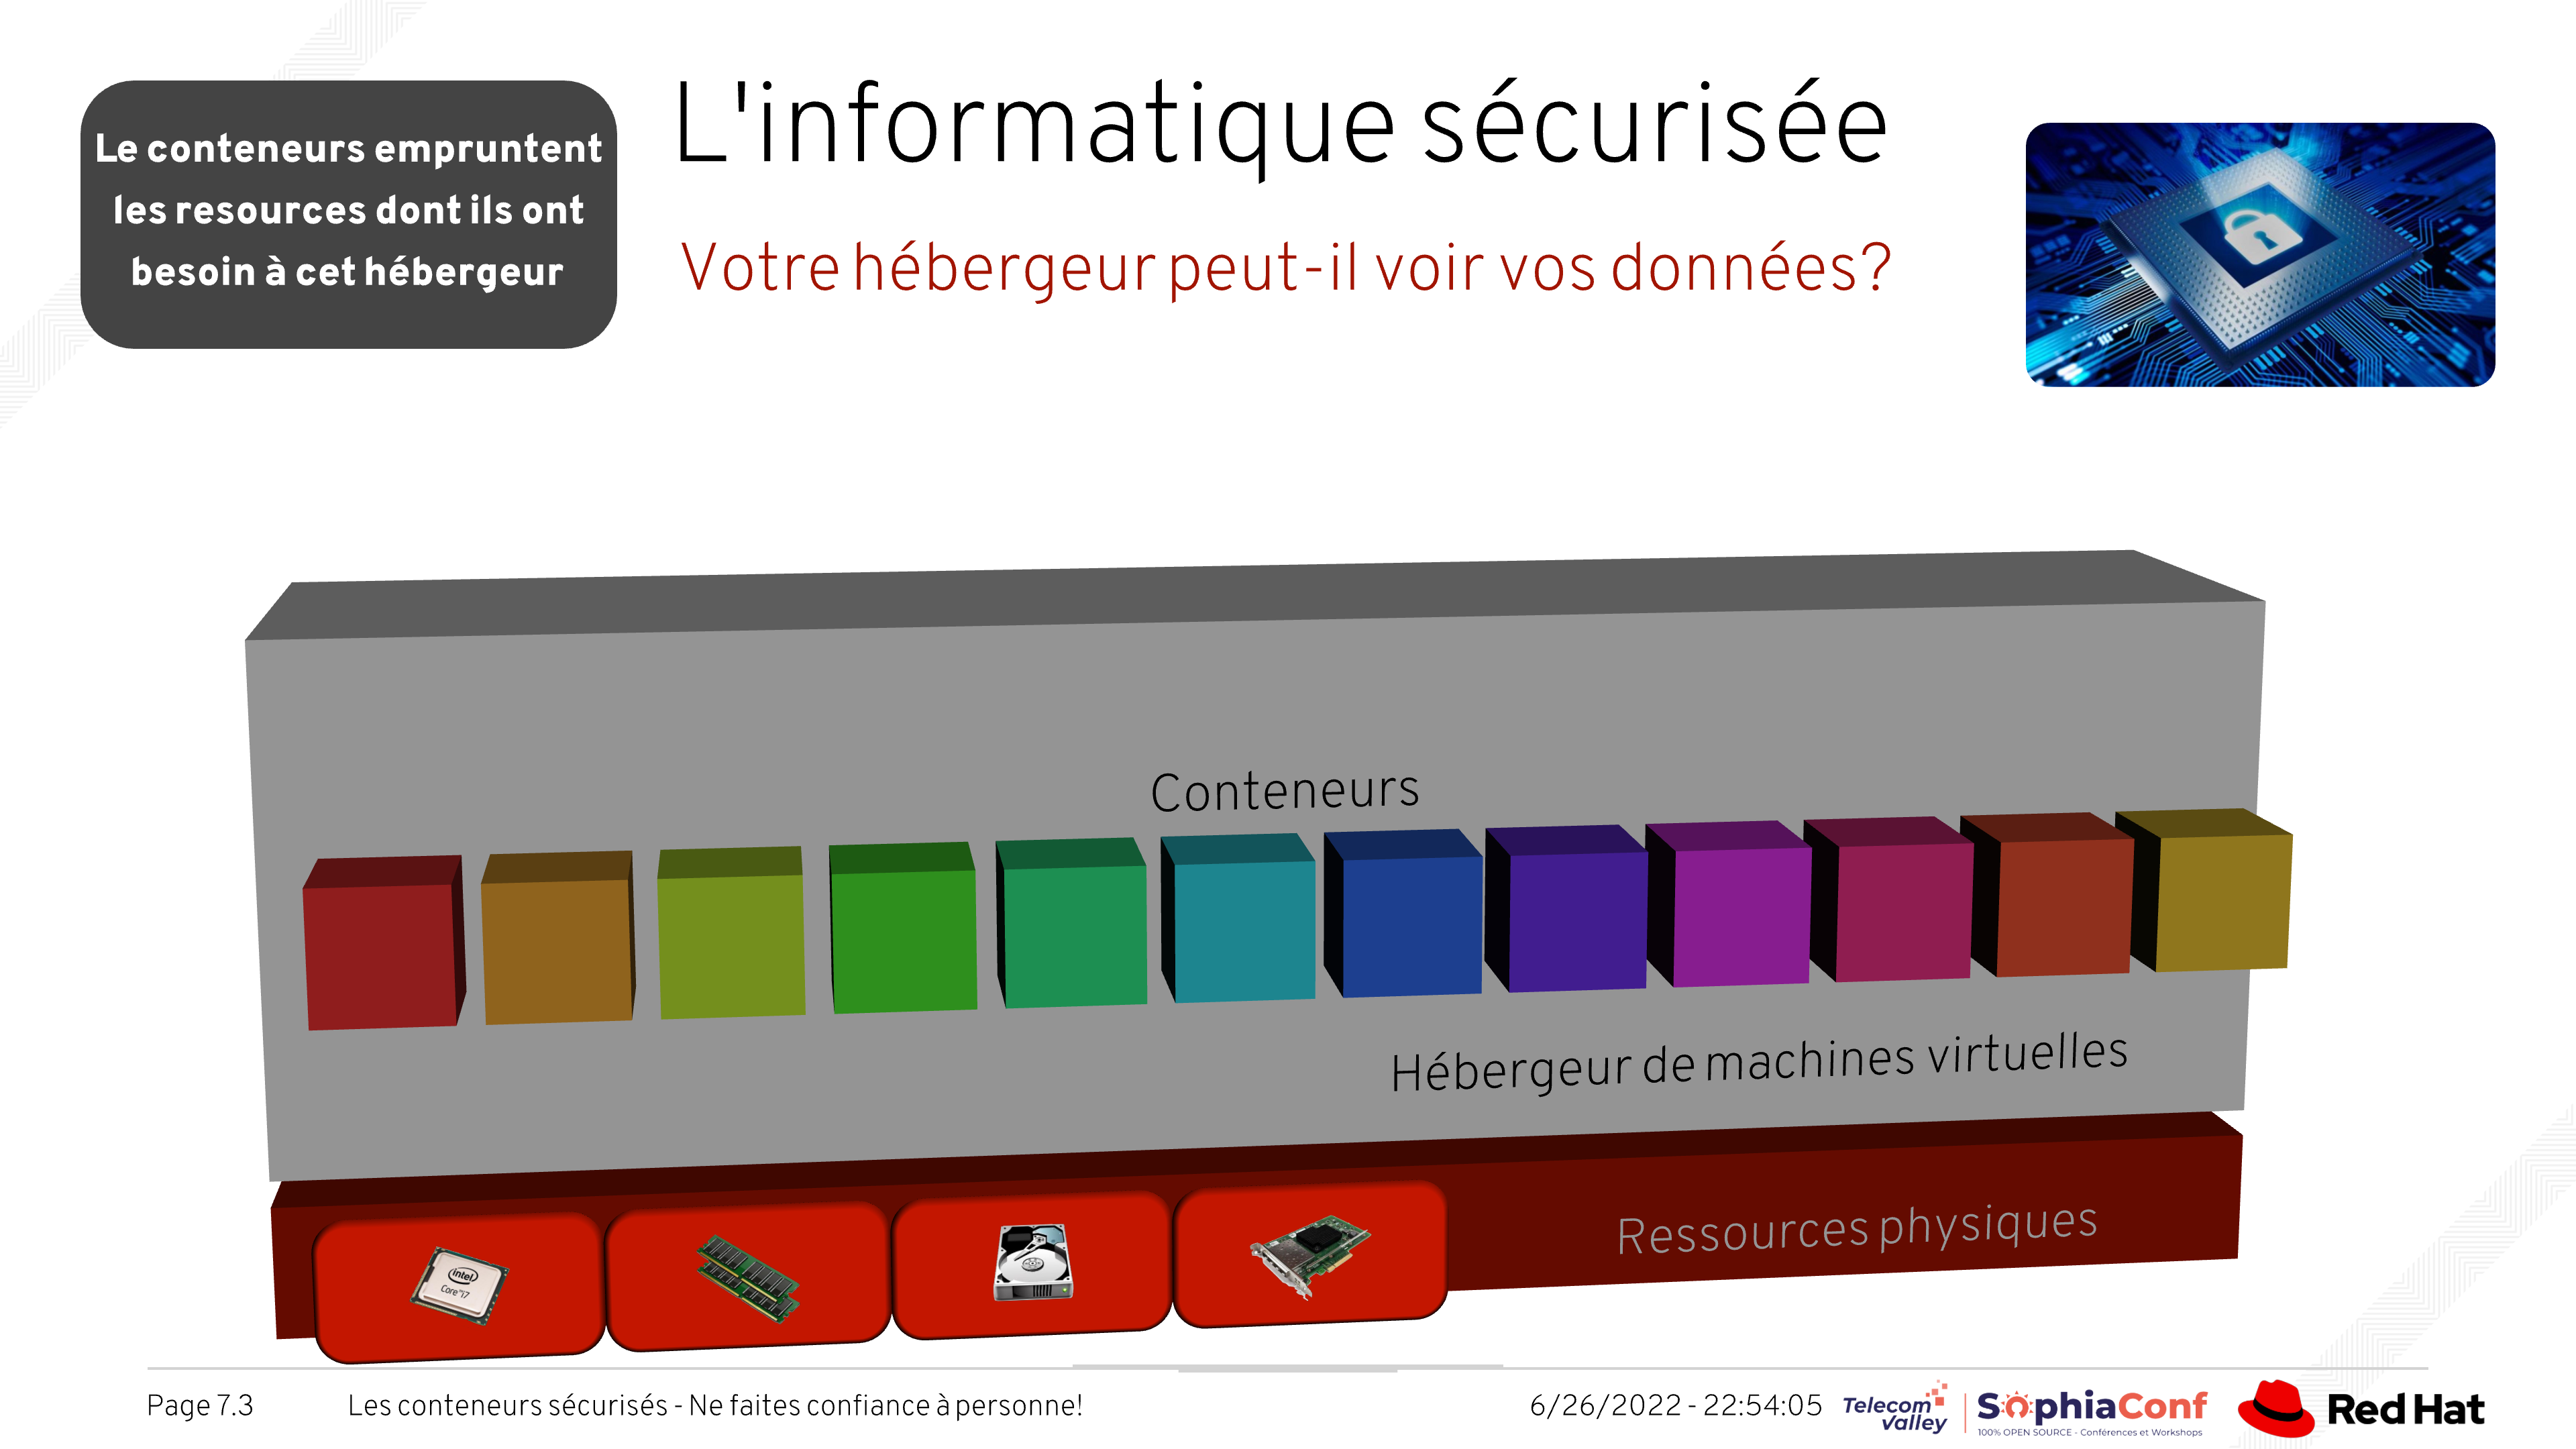 Le conteneurs empruntent
les resources dont ils ont
besoin à cet hébergeur
L'informatique sécurisée
Votre hébergeur peut-il voir vos données?
Conteneurs
Hébergeur de machines virtuelles
Ressources physiques
intel
Core i7
Page 7.3
Les conteneurs sécurisés - Ne faites confiance à personne!
6/26/2022 - 22:54:05
Telecom
Valley
SophiaConf
100% OPEN SOURCE - Conférences et Workshops
Red Hat